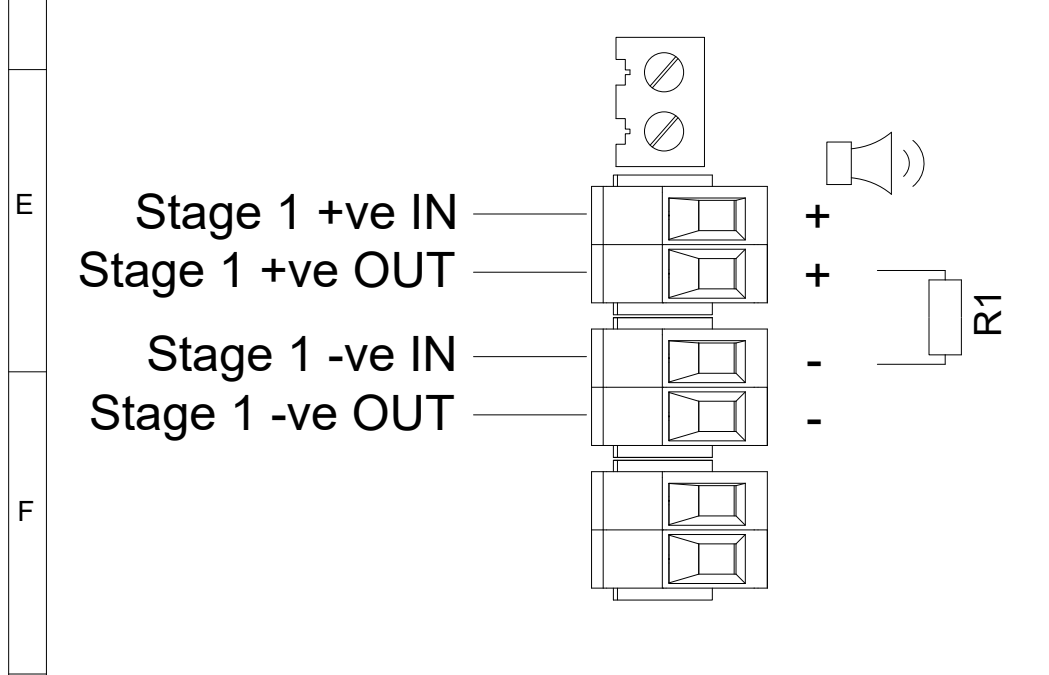 E
Stage 1 +ve IN +
Stage 1 +ve OUT +
R1
Stage 1 -ve IN -
Stage 1 -ve OUT -
F